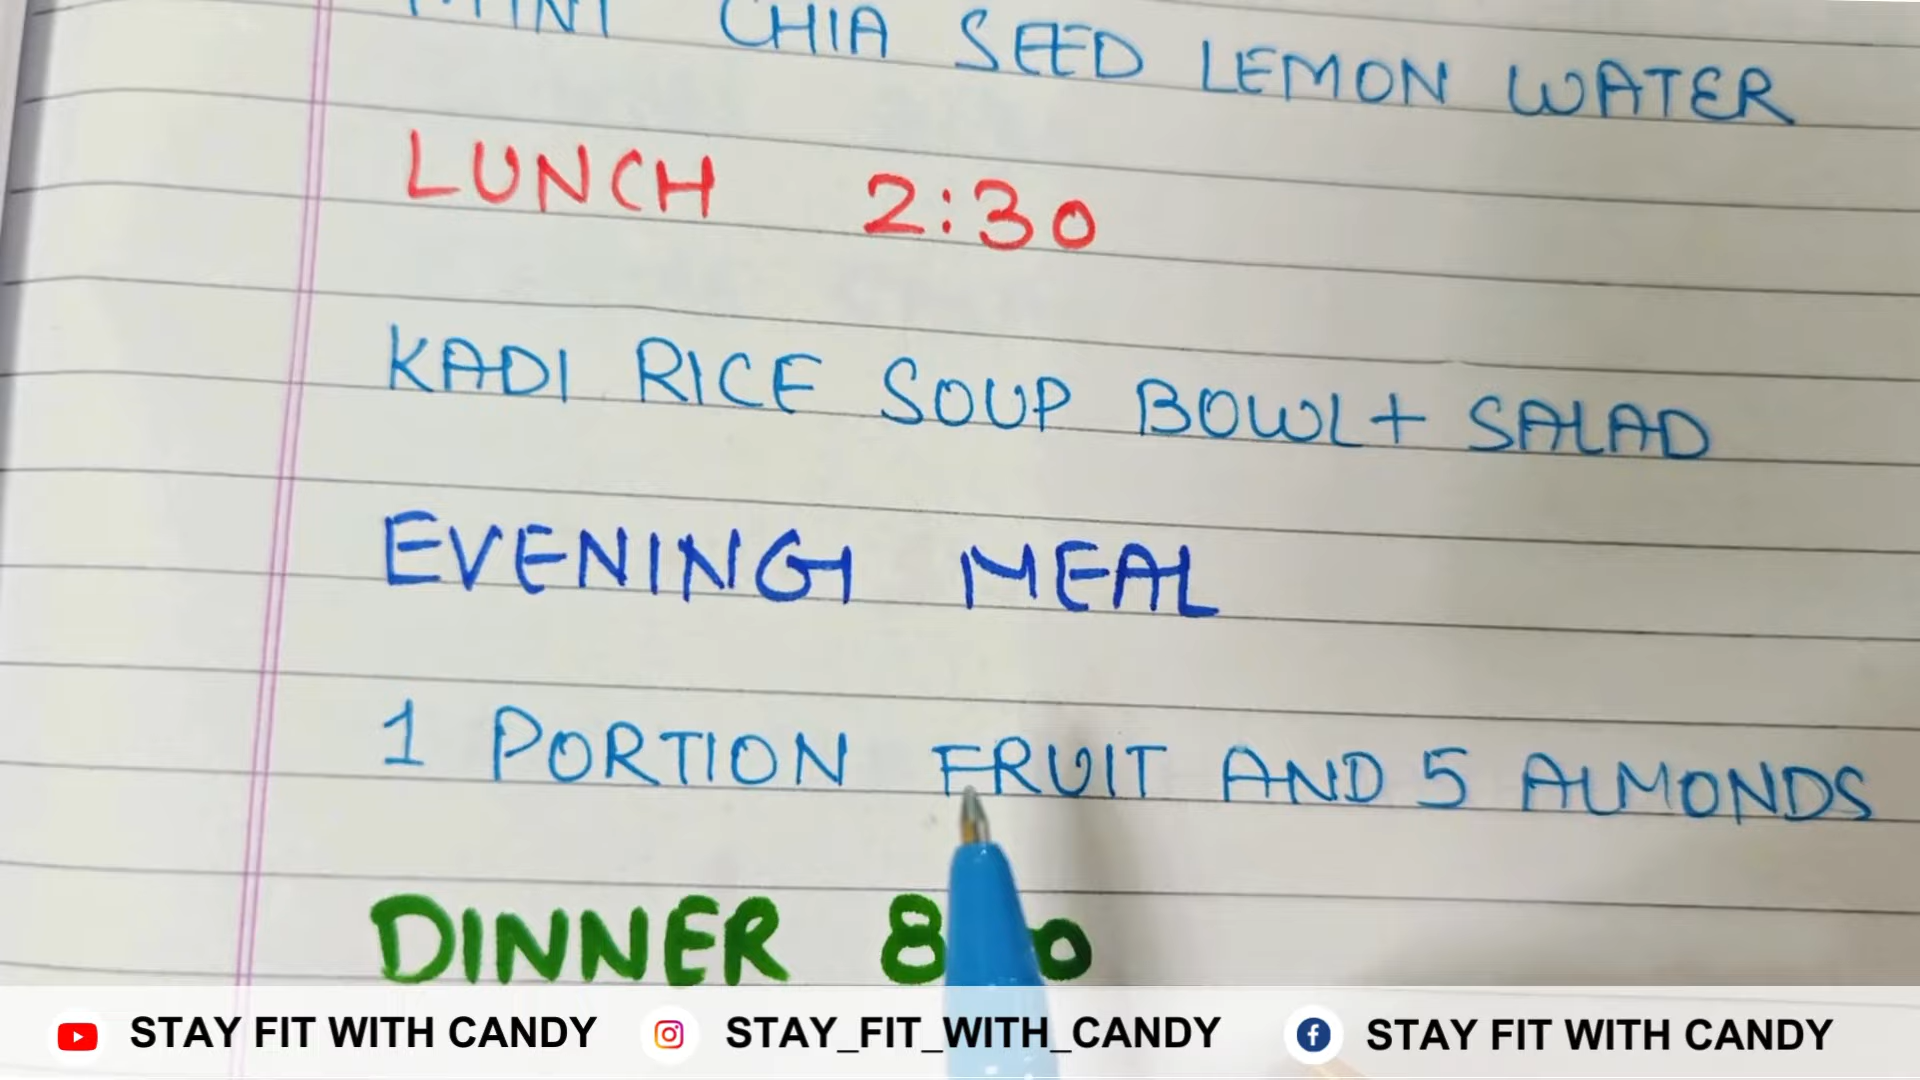 CHIA SEED LEMON WATER
LUNCH 2:30
KADI RICE SOUP BOWL + SALAD
EVENING MEAL
1 PORTION FRUIT AND 5 ALMONDS
DINNER
STAY FIT WITH CANDY STAY_FIT_WITH_CANDY STAY FIT WITH CANDY